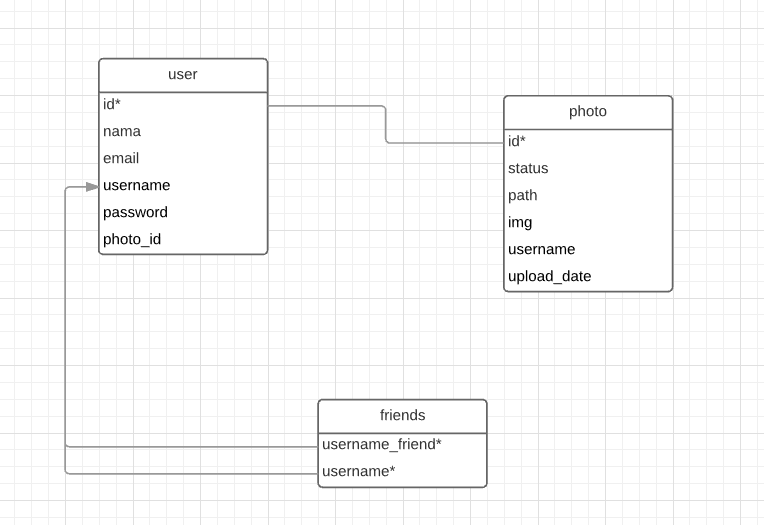 user
id*
nama
email
username
password
photo_id
photo
id*
status
path
img
username
upload_date
friends
username_friend*
username*